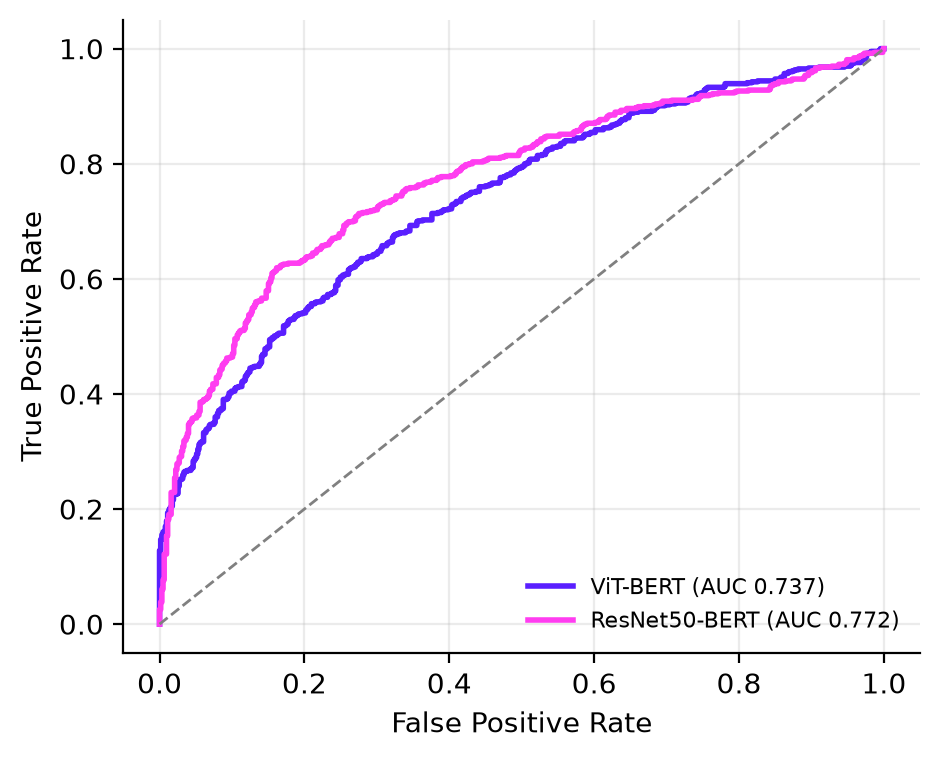 1.0
0.8
0.6
0.4
0.2
0.0
True Positive Rate
ViT-BERT (AUC 0.737)
ResNet50-BERT (AUC 0.772)
0.0 0.2 0.4 0.6 0.8 1.0
False Positive Rate